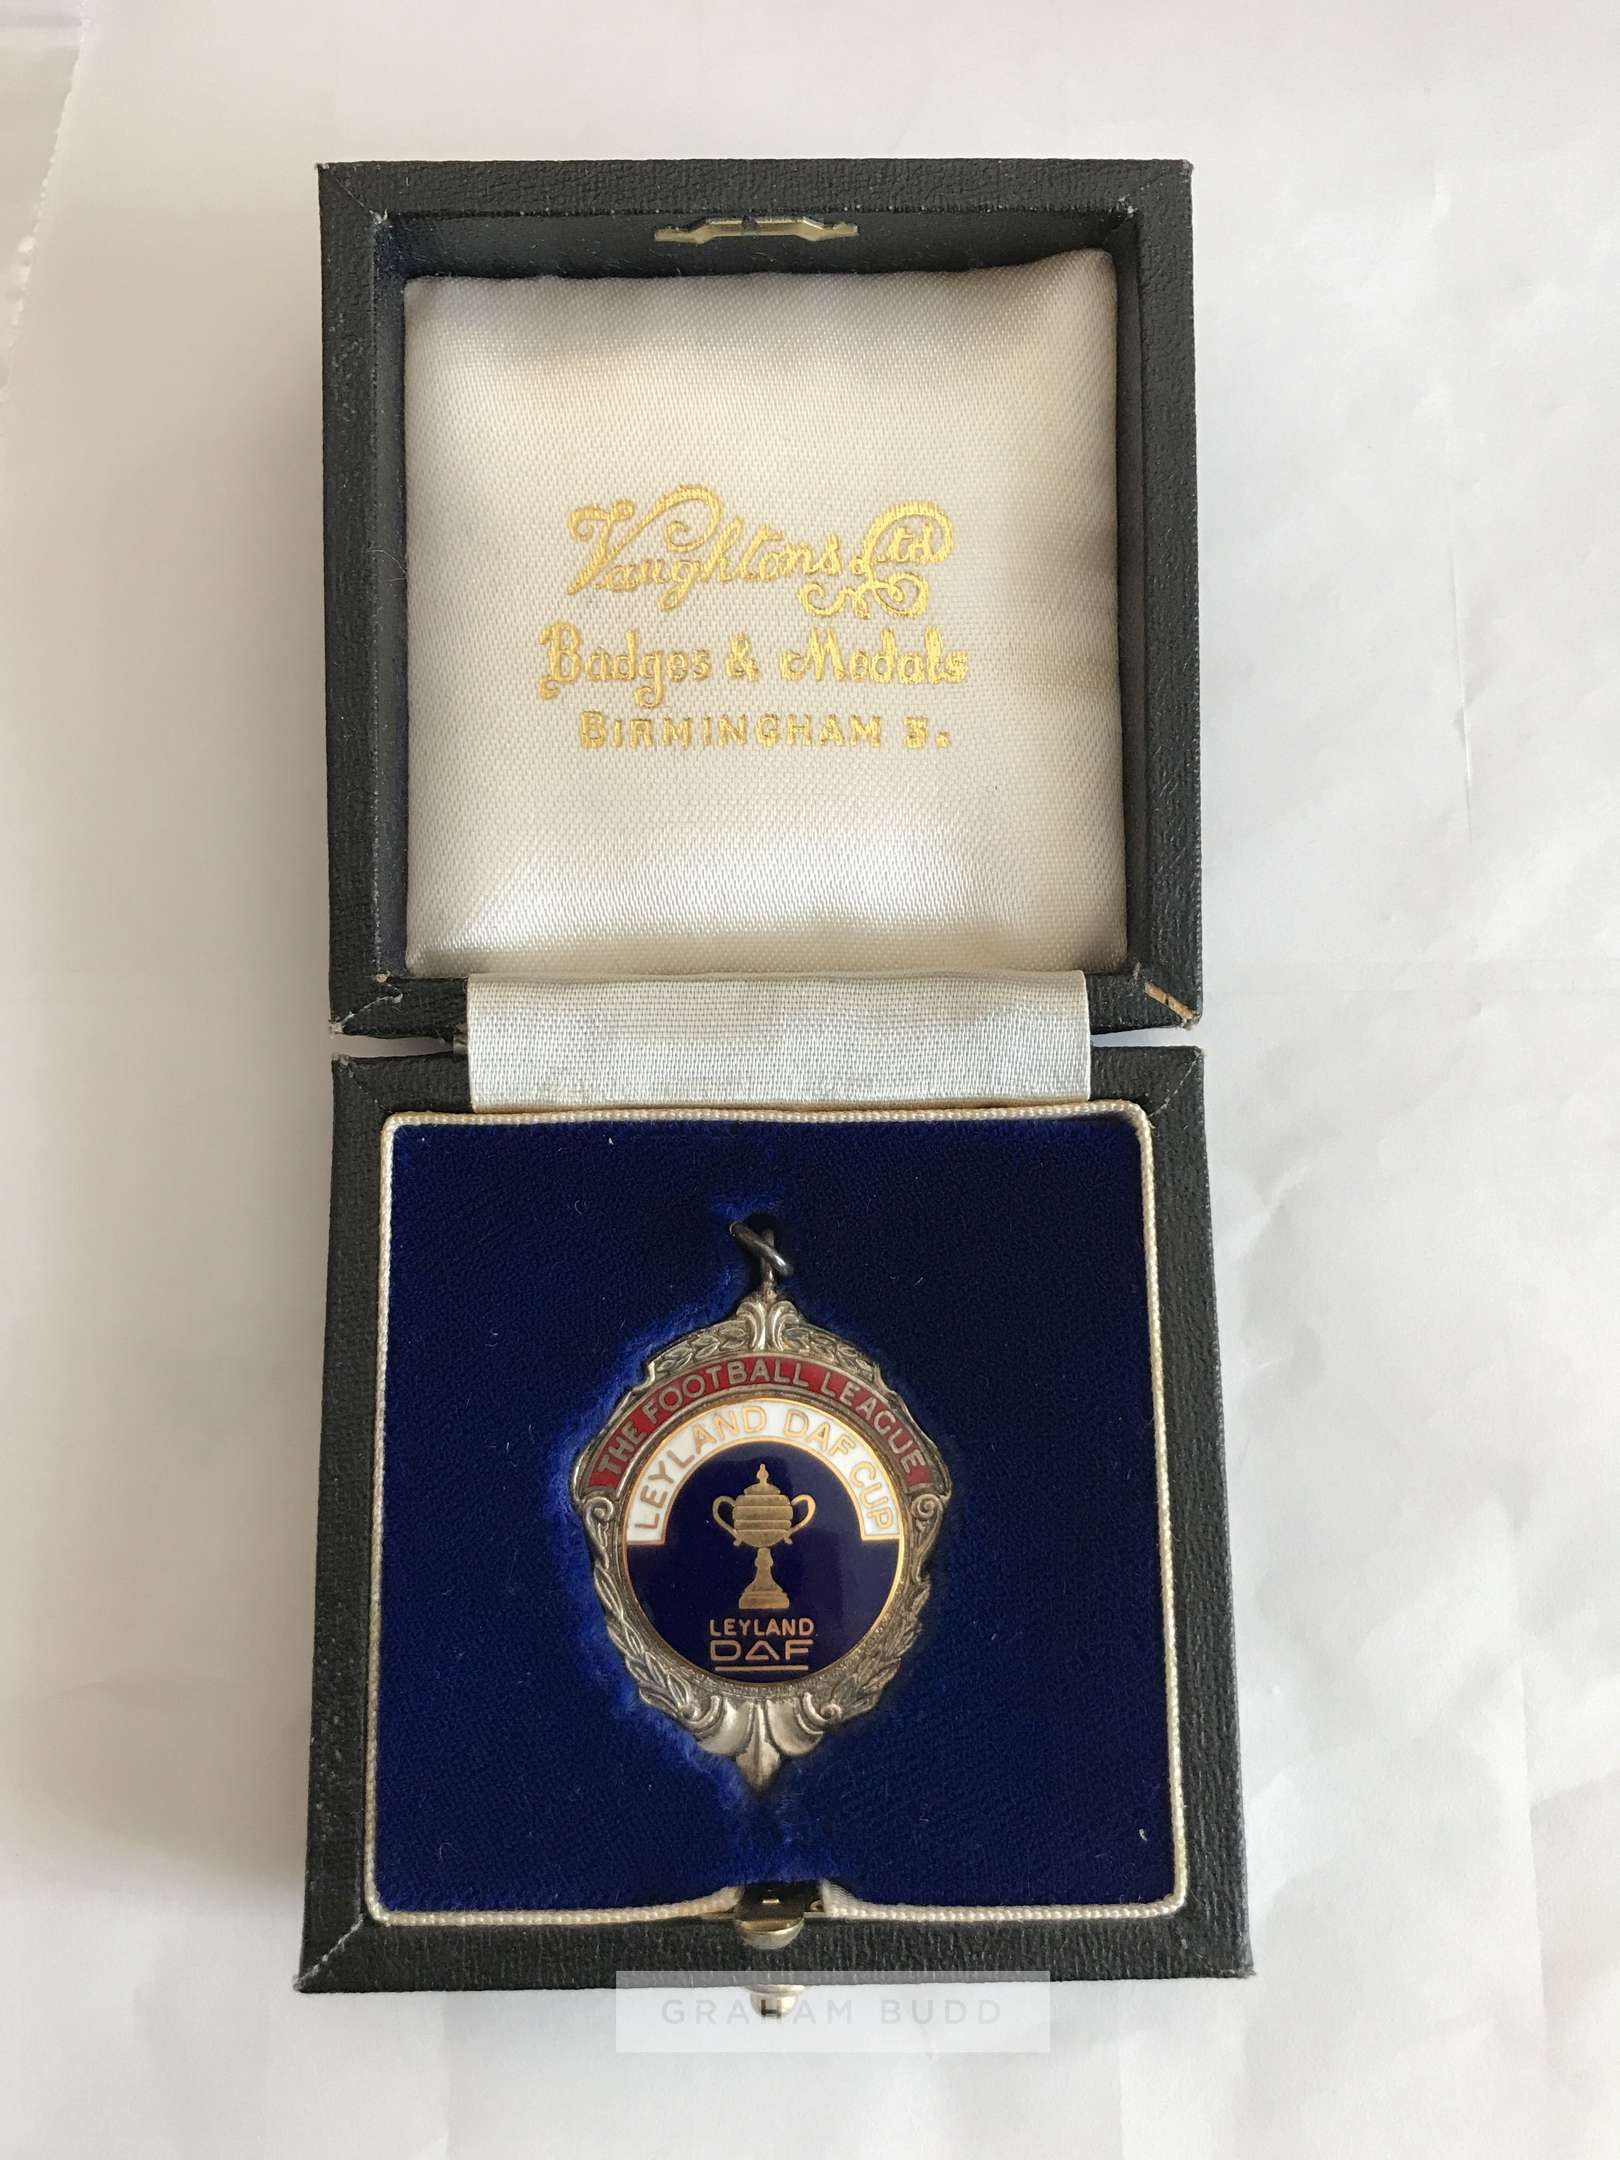 Vaughtons Ltd
Badges & Medals
BIRMINGHAM 3.
THE FOOTBALL LEAGUE
LEYLAND DAF CUP
LEYLAND
DAF
GRAHAM BUDD